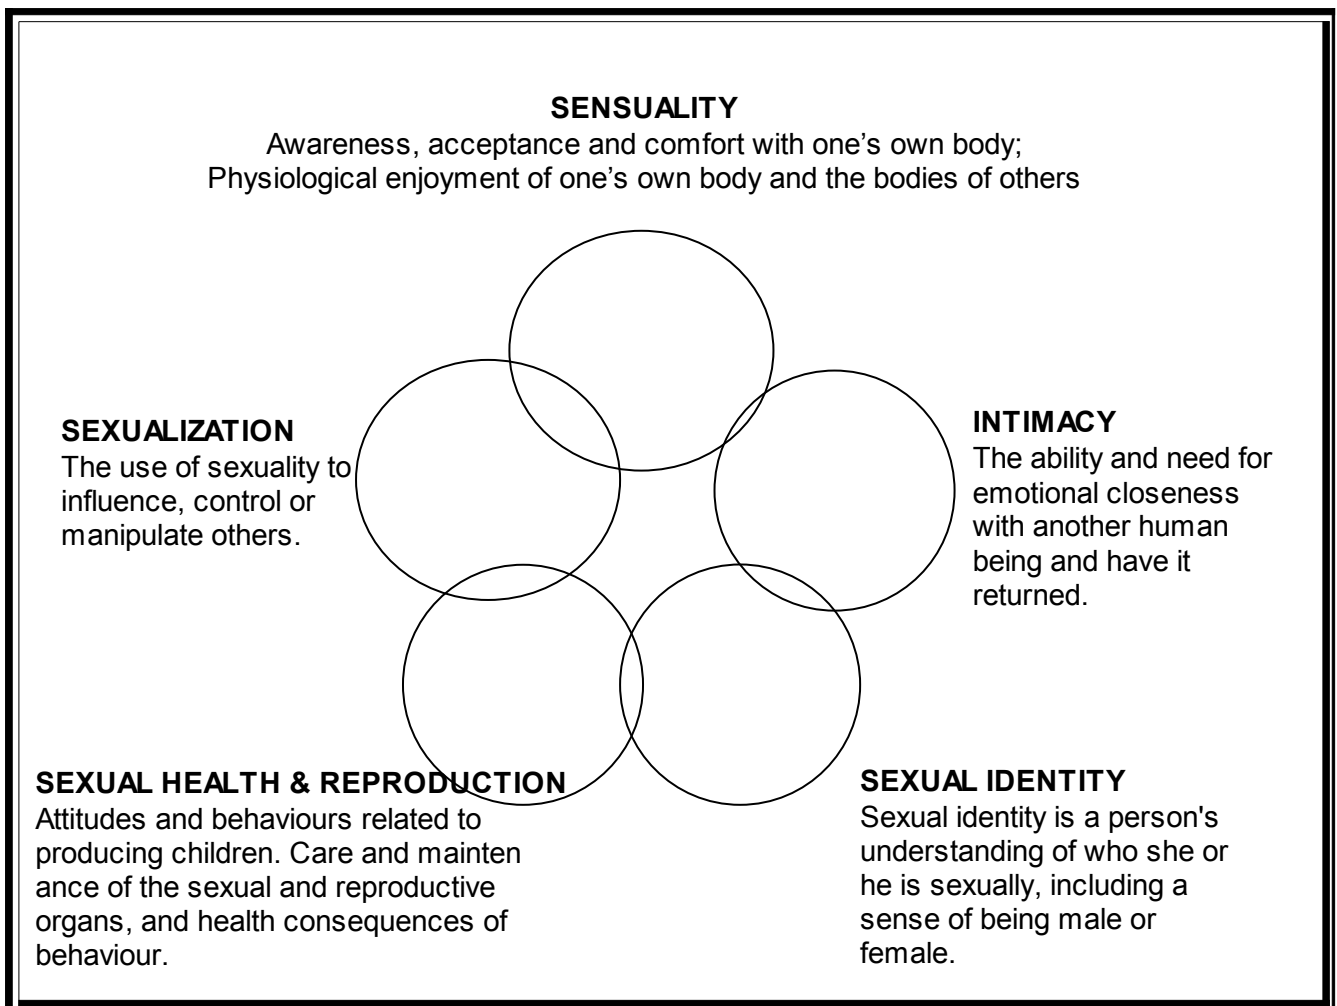 SENSUALITY
Awareness, acceptance and comfort with one’s own body;
Physiological enjoyment of one’s own body and the bodies of others
SEXUALIZATION
The use of sexuality to
influence, control or
manipulate others.
INTIMACY
The ability and need for
emotional closeness
with another human
being and have it
returned.
SEXUAL HEALTH & REPRODUCTION
Attitudes and behaviours related to
producing children. Care and mainten
ance of the sexual and reproductive
organs, and health consequences of
behaviour.
SEXUAL IDENTITY
Sexual identity is a person's
understanding of who she or
he is sexually, including a
sense of being male or
female.